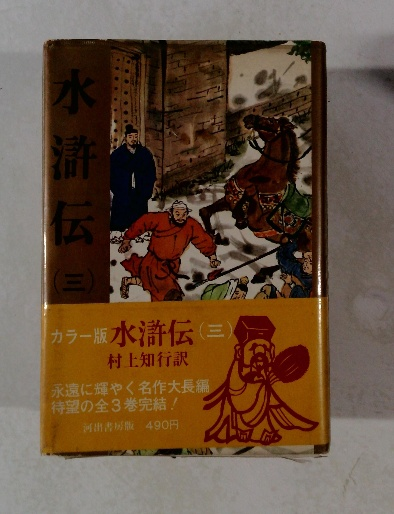 水滸伝
(三)
カラー版 水滸伝 (三)
村上知行訳
永遠に輝やく名作大長編
待望の全3巻完結!
河出書房版 490円